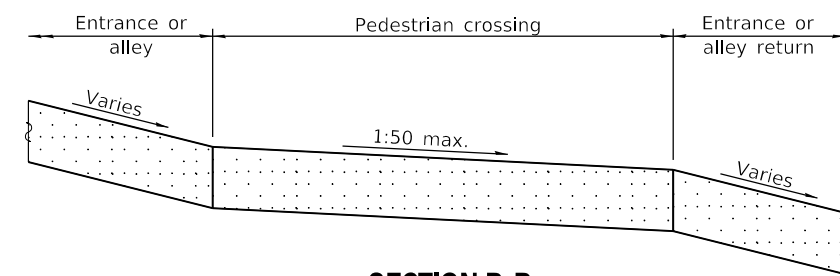 Entrance or
alley
Pedestrian crossing
Entrance or
alley return
Varies
1:50 max.
Varies